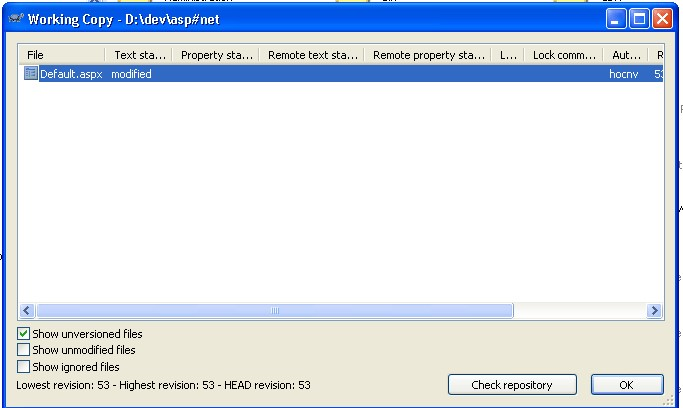 Working Copy - D:\dev\asp#net
File Text sta... Property sta... Remote text sta... Remote property sta... L... Lock comm... Aut... R
Default.aspx modified hocnv 53
Show unversioned files
Show unmodified files
Show ignored files
Lowest revision: 53 - Highest revision: 53 - HEAD revision: 53 Check repository OK